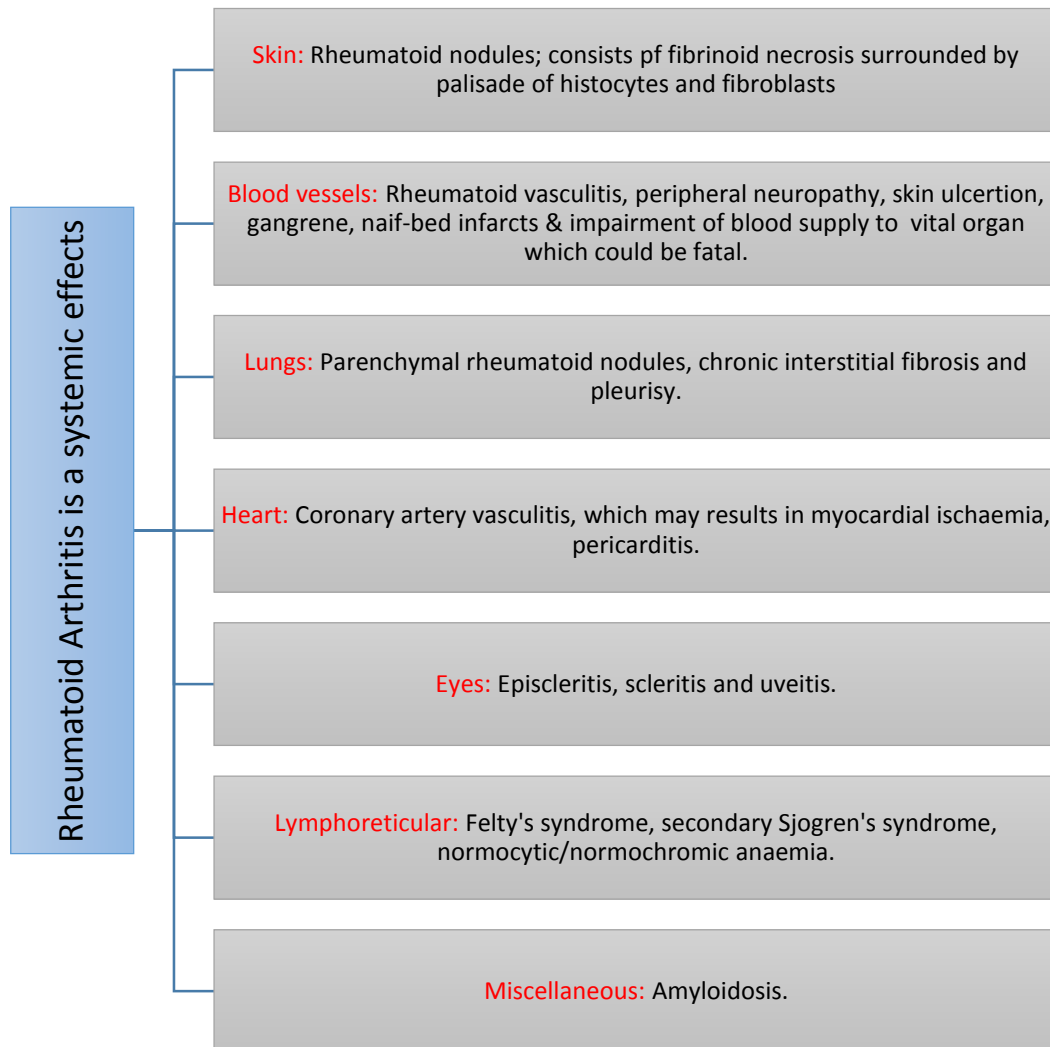 Rheumatoid Arthritis is a systemic effects
Skin: Rheumatoid nodules; consists pf fibrinoid necrosis surrounded by
palisade of histocytes and fibroblasts
Blood vessels: Rheumatoid vasculitis, peripheral neuropathy, skin ulcertion,
gangrene, naif-bed infarcts & impairment of blood supply to vital organ
which could be fatal.
Lungs: Parenchymal rheumatoid nodules, chronic interstitial fibrosis and
pleurisy.
Heart: Coronary artery vasculitis, which may results in myocardial ischaemia,
pericarditis.
Eyes: Episcleritis, scleritis and uveitis.
Lymphoreticular: Felty's syndrome, secondary Sjogren's syndrome,
normocytic/normochromic anaemia.
Miscellaneous: Amyloidosis.